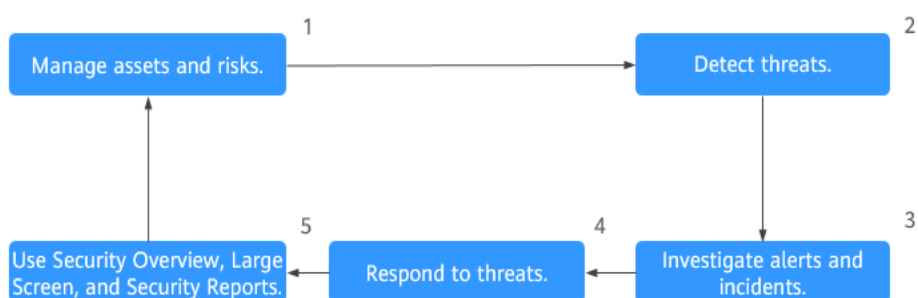 1
Manage assets and risks.
2
Detect threats.
3
Investigate alerts and
incidents.
4
Respond to threats.
5
Use Security Overview, Large
Screen, and Security Reports.